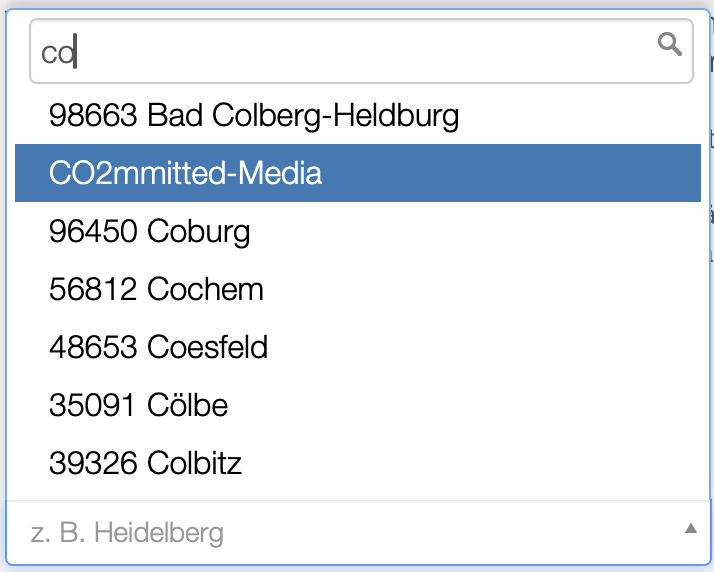 co
98663 Bad Colberg-Heldburg
CO2mmitted-Media
96450 Coburg
56812 Cochem
48653 Coesfeld
35091 Cölbe
39326 Colbitz
z. B. Heidelberg